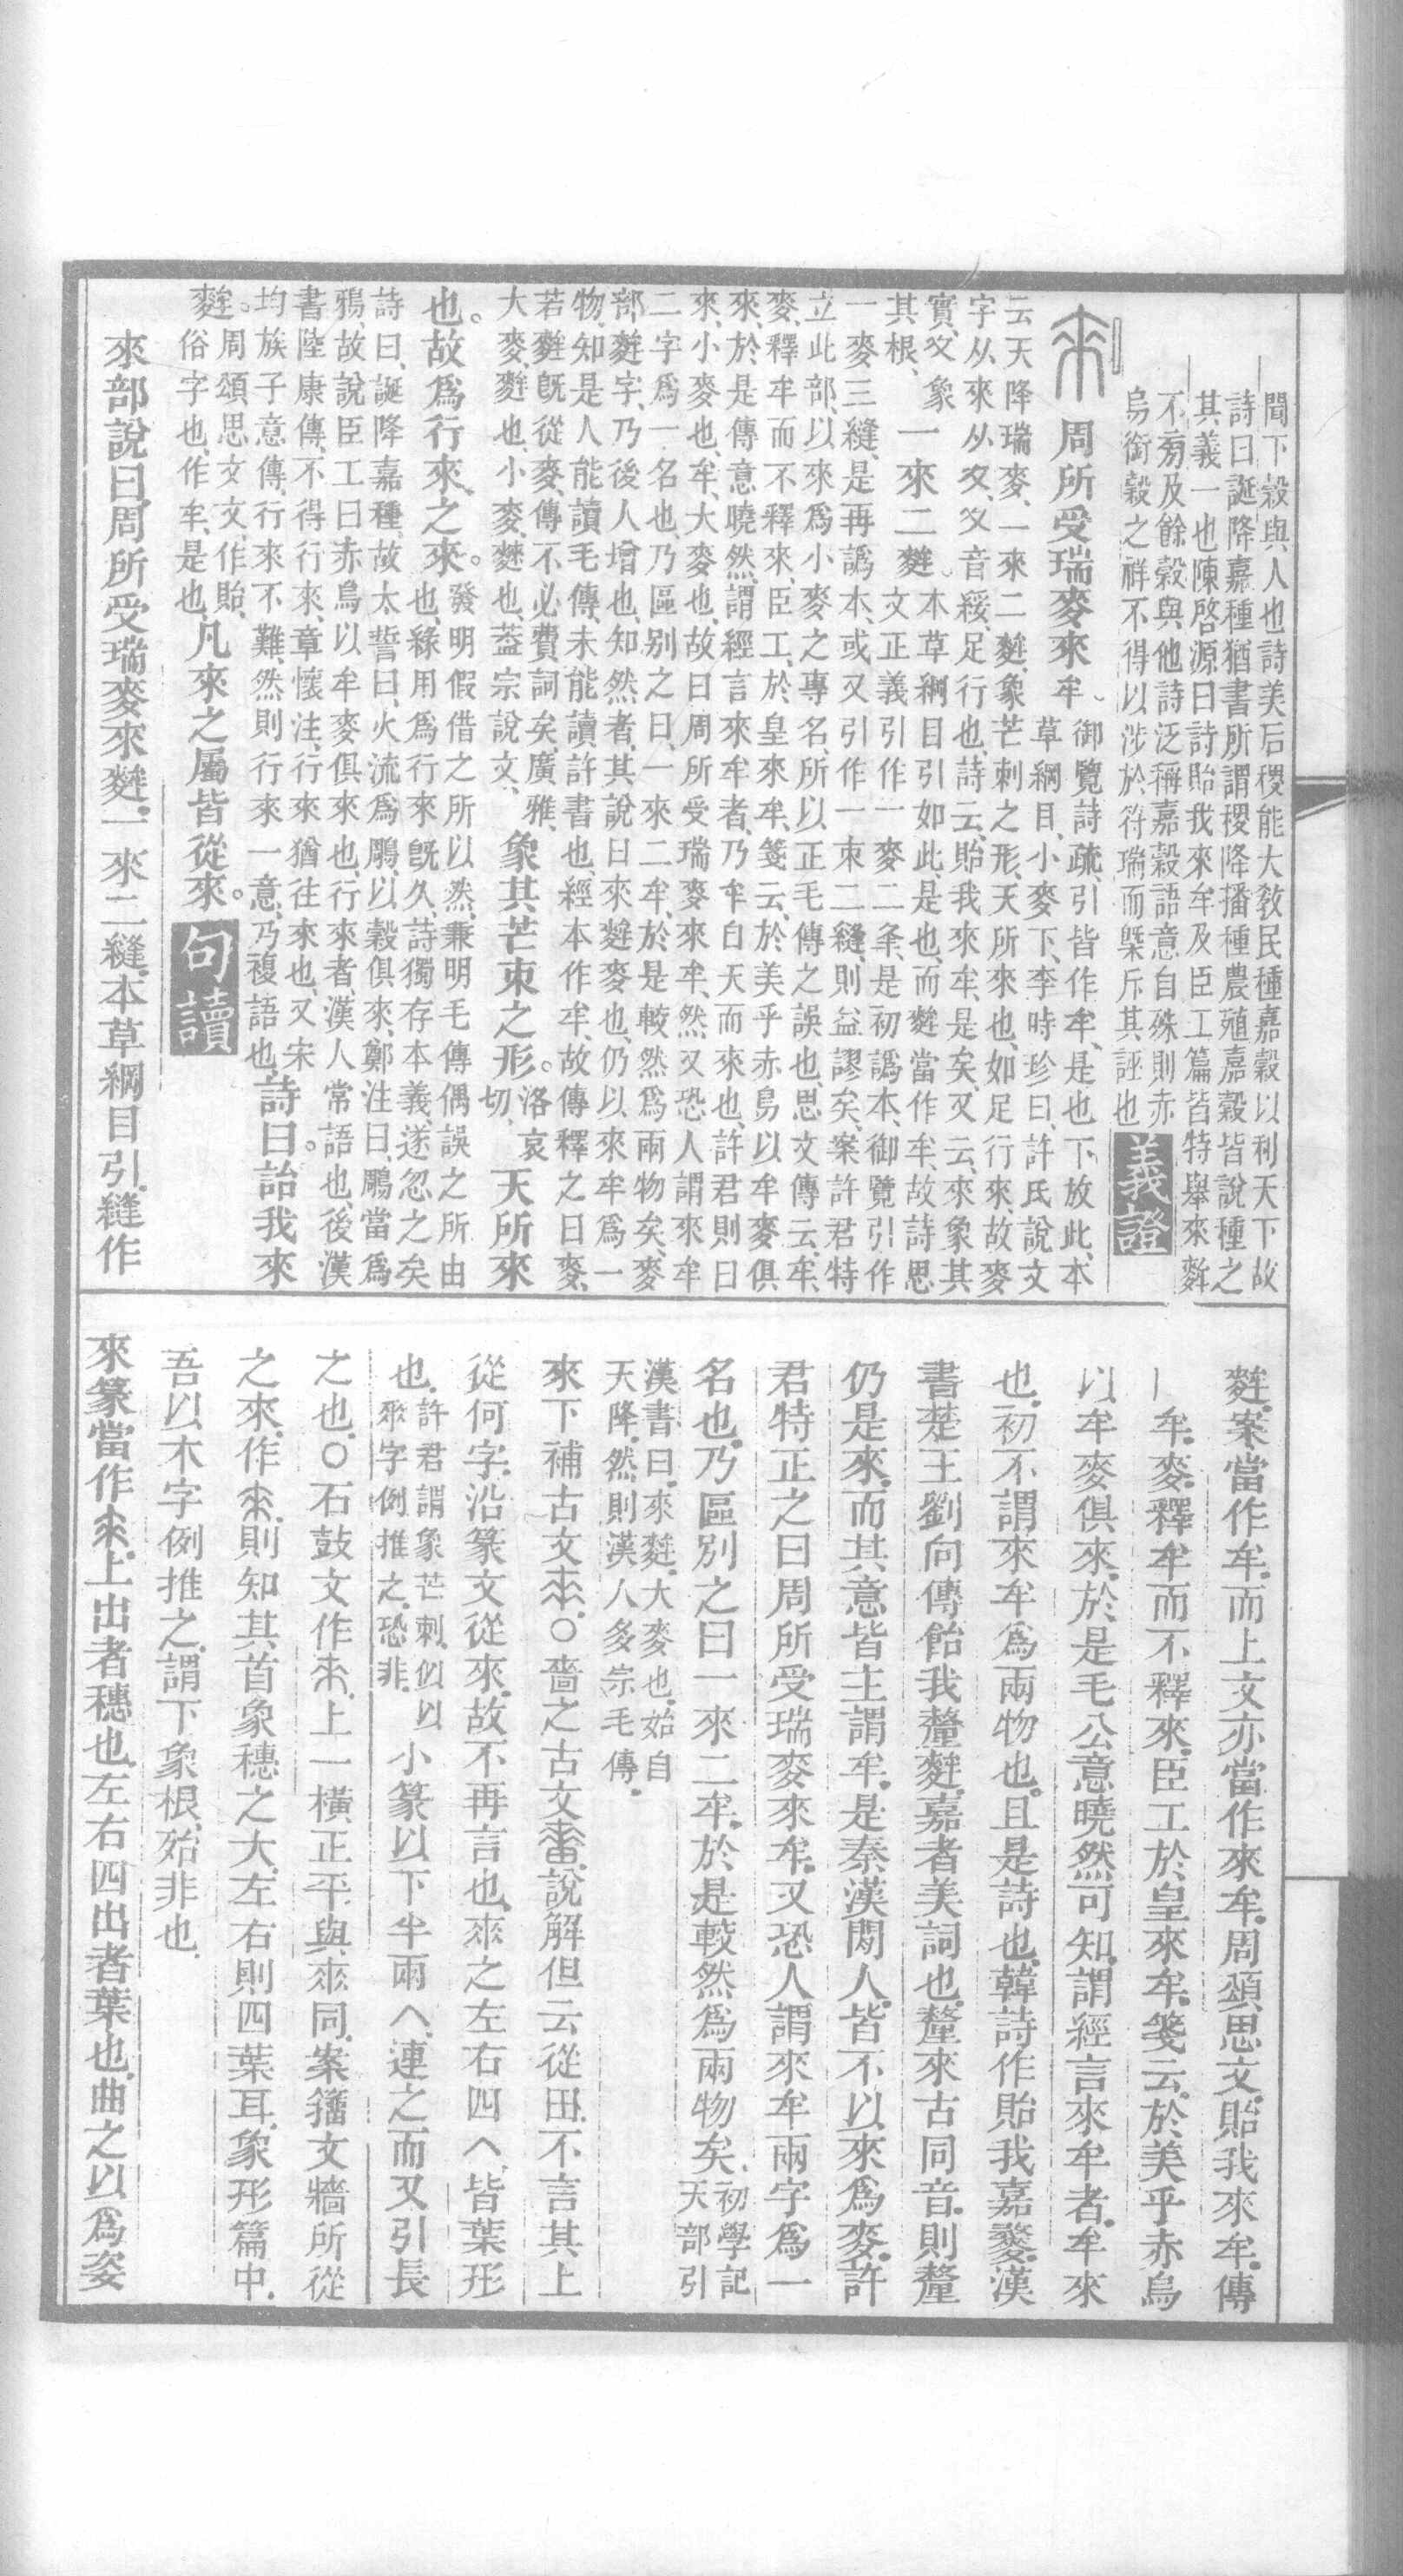 聞下穀與人也詩美后稷能大敎民種嘉穀以利天下故
詩曰誕降嘉種猶書所謂稷降播種農殖嘉穀皆說種之
其義一也陳啓源曰詩貽我來牟及臣工篇皆特舉來麰
不旁及餘穀與他詩泛稱嘉穀語意自殊則赤
烏銜穀之祥不得以涉於符瑞而槩斥其誣也義證
周所受瑞麥來牟。御覽詩疏引皆作牟、是也、下放此、本
草綱目、小麥下、李時珍曰、許氏說文
云天降瑞麥、一來二麰、象芒刺之形、天所來也、如足行來、故麥
字从來从夊、夊音綏、足行也、詩云、貽我來牟、是矣、又云、來象其
實、夊象
其根、一來二麰。本草綱目引如此、是也、而麰當作牟、故詩思
文正義引作一麥二夆、是初譌本、御覽引作
一麥三縫、是再譌本、或又引作一束二縫、則益謬矣、案許君特
立此部、以來爲小麥之專名、所以正毛傳之誤也、思文傳云、牟、
麥、釋牟而不釋來、臣工、於皇來牟、箋云、於美乎赤烏以牟麥俱
來、於是傳意曉然、謂經言來牟者、乃牟自天而來也、許君則曰
來、小麥也、牟、大麥也、故曰周所受瑞麥來牟、然又恐人謂來牟
二字爲一名也、乃區别之曰、一來二牟、於是較然爲兩物矣、麥
部麰字、乃後人增也、知然者、其說曰來麰麥也、仍以來牟爲一
物、知是人能讀毛傳、未能讀許書也、經本作牟、故傳釋之曰麥、
若麰旣從麥、傳不必費詞矣、廣雅、
大麥、麰也、小麥、麳也、葢宗說文、象其芒朿之形。洛哀切、天所來
也。故爲行來之來。發明假借之所以然、兼明毛傳偶誤之所由
也、緣用爲行來旣久、詩獨存本義、遂忽之矣
詩曰、誕降嘉種、故太誓曰、火流爲鵰、以穀俱來、鄭注曰、鵰當爲
鴉、故說臣工曰赤烏以牟麥俱來也、行來者、漢人常語也、後漢
書陸康傳、不得行來、章懷注、行來猶往來也、又宋
均族子意傳、行來不難、然則行來一意、乃複語也、詩曰詒我來
麰。周頌思文文、作貽、
麰俗字也、作牟、是也、凡來之屬皆從來。句讀
來部說曰、周所受瑞麥來麰。一來二縫。本草綱目引縫作
麰。案當作牟。而上文亦當作來牟。周頌思文。貽我來牟。傳
牟。麥。釋牟而不釋來。臣工於皇來牟。箋云。於美乎赤烏
以牟麥俱來。於是毛公意曉然可知。謂經言來牟者。牟來
也。初不謂來牟爲兩物也。且是詩也。韓詩作貽我嘉麰。漢
書楚王劉向傳飴我釐麰。嘉者美詞也。釐來古同音。則釐
仍是來。而其意皆主謂牟。是秦漢閒人。皆不以來爲麥。許
君特正之曰周所受瑞麥來牟。又恐人謂來牟兩字爲一
名也。乃區別之曰一來二牟。於是較然爲兩物矣。初學記
天部引
漢書曰。來麰。大麥也。始自
天降。然則漢人多宗毛傳。
來下補古文。○嗇之古文。說解但云從田。不言其上
從何字。沿篆文從來。故不再言也。之左右四。皆葉形
也。許君謂象芒刺。似以
字例推之。恐非。小篆以下半兩。連之而又引長
之也。○石鼓文作。上一橫正平。與同。案籒文牆所從
之來。作。則知其首象穗之大。左右則四葉耳。象形篇中。
吾以木字例推之。謂下象根。殆非也。
來篆當作。上出者穗也。左右四出者葉也。曲之以爲姿